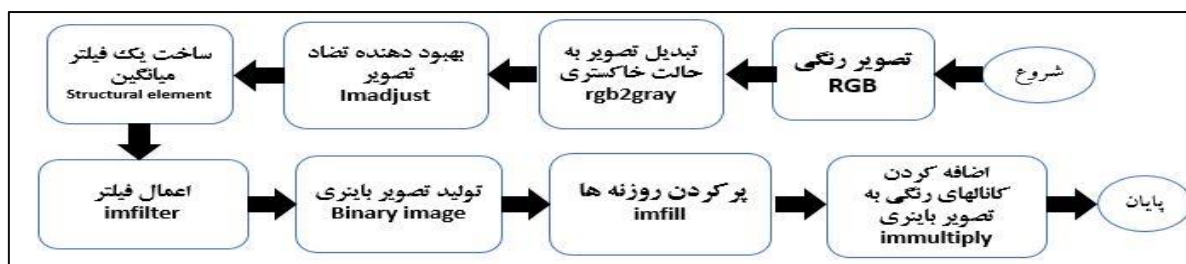 شروع
تصویر رنگی
RGB
تبدیل تصویر به
حالت خاکستری
rgb2gray
بهبود دهنده تضاد
تصویر
Imadjust
ساخت یک فیلتر
میانگین
Structural element
اعمال فیلتر
imfilter
تولید تصویر باینری
Binary image
پرکردن روزنه ها
imfill
اضافه کردن
کانالهای رنگی به
تصویر باینری
immultiply
پایان